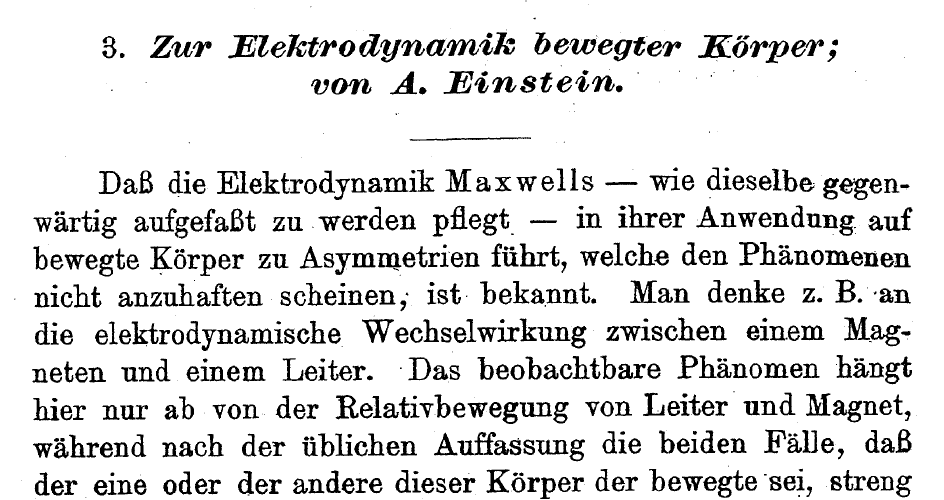 3. Zur Elektrodynamik bewegter Körper;
von A. Einstein.
Daß die Elektrodynamik Maxwells — wie dieselbe gegen-
wärtig aufgefaßt zu werden pflegt — in ihrer Anwendung auf
bewegte Körper zu Asymmetrien führt, welche den Phänomenen
nicht anzuhaften scheinen, ist bekannt. Man denke z. B. an
die elektrodynamische Wechselwirkung zwischen einem Mag-
neten und einem Leiter. Das beobachtbare Phänomen hängt
hier nur ab von der Relativbewegung von Leiter und Magnet,
während nach der üblichen Auffassung die beiden Fälle, daß
der eine oder der andere dieser Körper der bewegte sei, streng